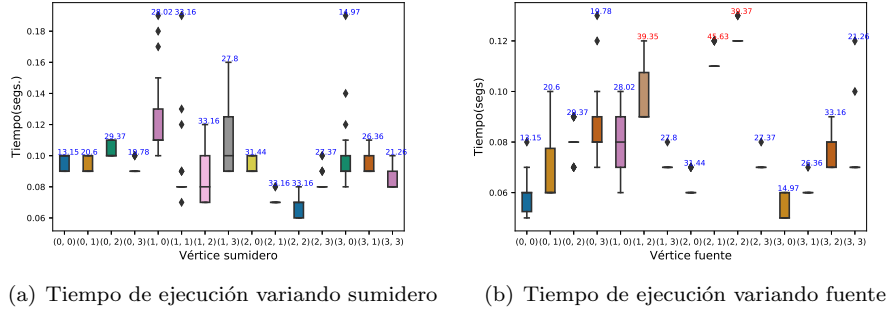 0.18
0.16
0.14
0.12
0.10
0.08
0.06
Tiempo(segs.)
13.15 20.6 29.37 19.78 28.02 33.16 33.16 27.8 31.44 33.16 33.16 27.37 14.97 26.36 21.26
(0, 0)(0, 1)(0, 2)(0, 3)(1, 0)(1, 1)(1, 2)(1, 3)(2, 0)(2, 1)(2, 2)(2, 3)(3, 0)(3, 1)(3, 3)
Vértice sumidero
(a) Tiempo de ejecución variando sumidero
0.12
0.10
0.08
0.06
Tiempo(segs)
13.15 20.6 29.37 19.78 28.02 39.35 27.8 31.44 45.63 39.37 27.37 14.97 26.36 33.16 21.26
(0, 0)(0, 1)(0, 2)(0, 3)(1, 0)(1, 2)(1, 3)(2, 0)(2, 1)(2, 2)(2, 3)(3, 0)(3, 1)(3, 2)(3, 3)
Vértice fuente
(b) Tiempo de ejecución variando fuente